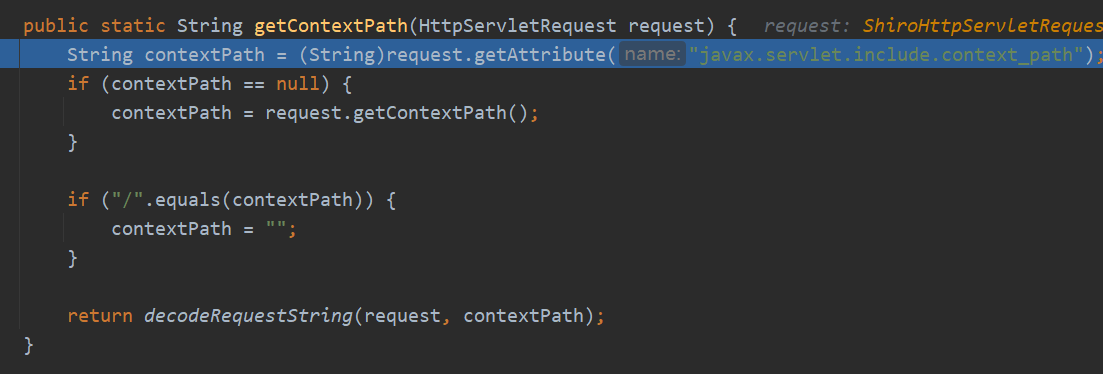 public static String getContextPath(HttpServletRequest request) {  request: ShiroHttpServletReques
    String contextPath = (String)request.getAttribute( name: "javax.servlet.include.context_path");
    if (contextPath == null) {
        contextPath = request.getContextPath();
    }
    if ("/".equals(contextPath)) {
        contextPath = "";
    }
    return decodeRequestString(request, contextPath);
}